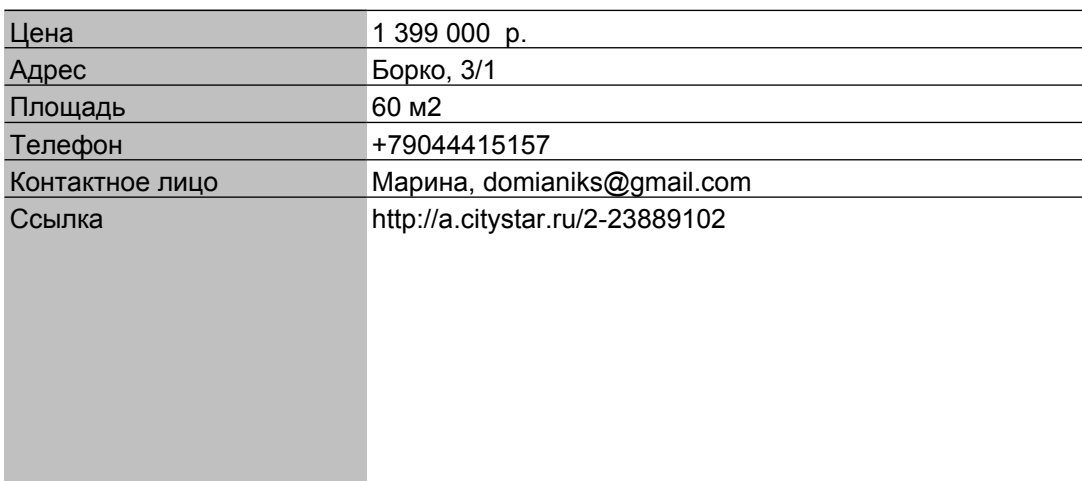 Цена 1 399 000 р.
Адрес Борко, 3/1
Площадь 60 м2
Телефон +79044415157
Контактное лицо Марина, domianiks@gmail.com
Ссылка http://a.citystar.ru/2-23889102